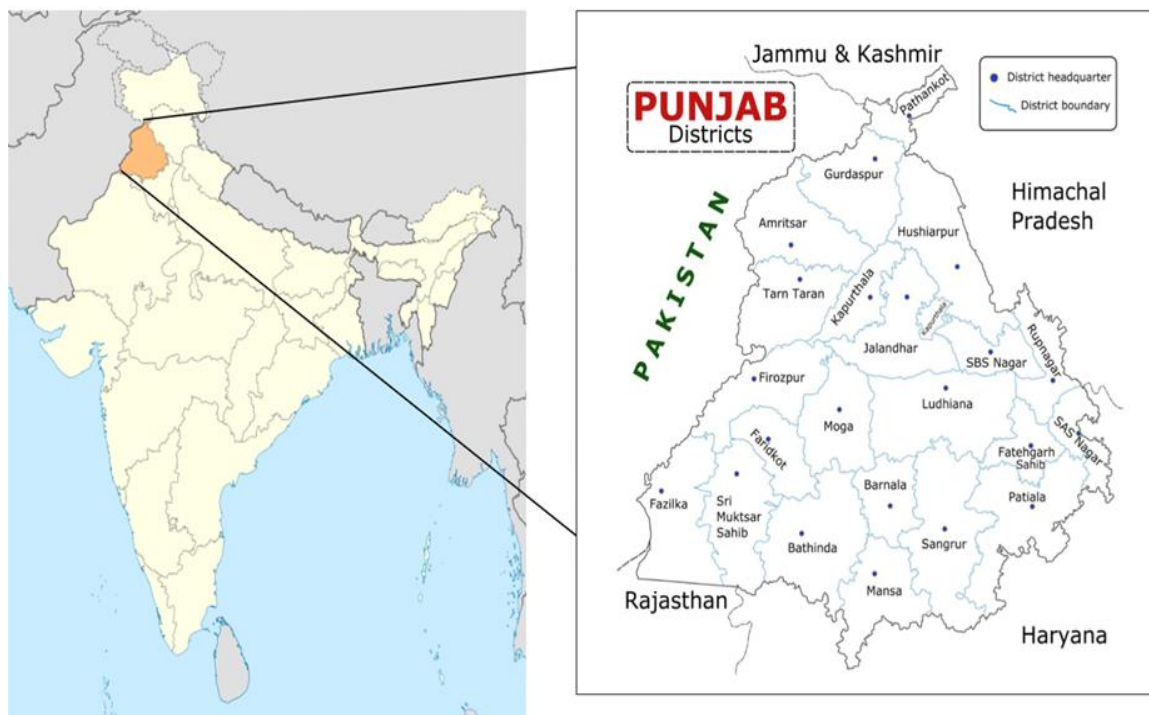 Jammu & Kashmir
PUNJAB
Districts
District headquarter
District boundary
Pathankot
Gurdaspur
PAKISTAN
Himachal
Pradesh
Amritsar
Hushiarpur
Tarn Taran
Kapurthala
Kapurthala
Jalandhar
SBS Nagar
Rupnagar
Firozpur
Ludhiana
Moga
Faridkot
SAS Nagar
Fatehgarh
Sahib
Fazilka
Sri
Muktsar
Sahib
Barnala
Patiala
Bathinda
Sangrur
Mansa
Rajasthan
Haryana